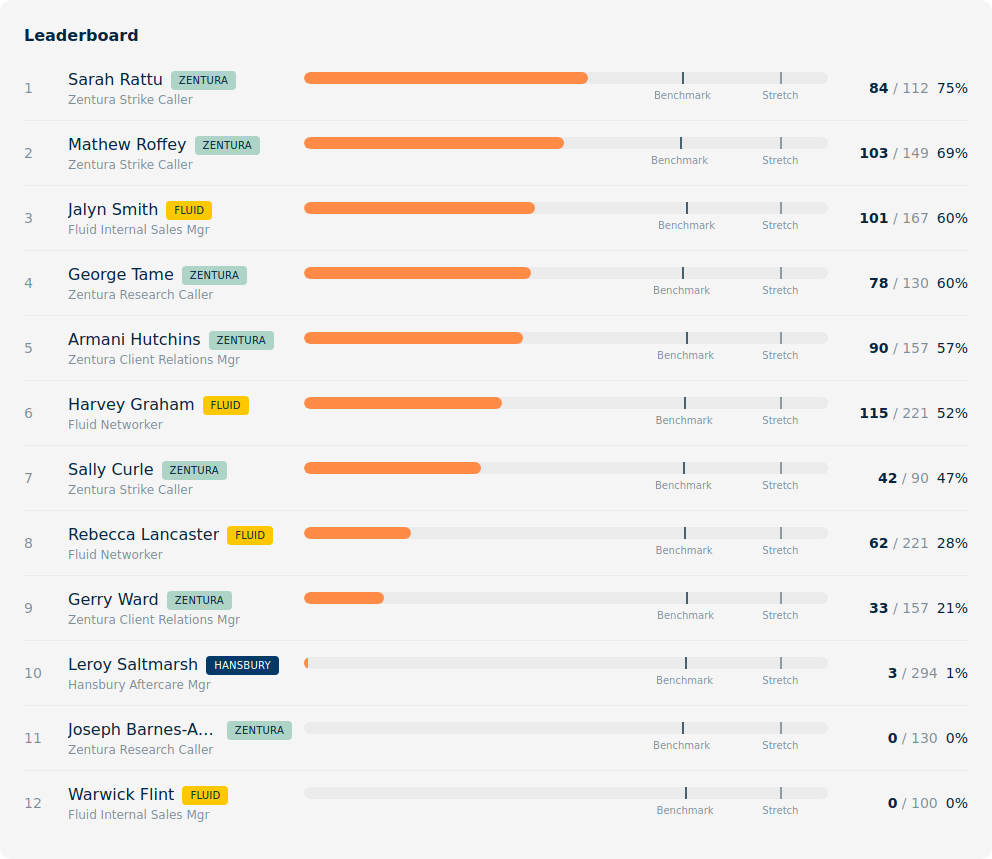 Leaderboard
1 Sarah Rattu ZENTURA 84 / 112 75%
Zentura Strike Caller Benchmark Stretch
2 Mathew Roffey ZENTURA 103 / 149 69%
Zentura Strike Caller Benchmark Stretch
3 Jalyn Smith FLUID 101 / 167 60%
Fluid Internal Sales Mgr Benchmark Stretch
4 George Tame ZENTURA 78 / 130 60%
Zentura Research Caller Benchmark Stretch
5 Armani Hutchins ZENTURA 90 / 157 57%
Zentura Client Relations Mgr Benchmark Stretch
6 Harvey Graham FLUID 115 / 221 52%
Fluid Networker Benchmark Stretch
7 Sally Curle ZENTURA 42 / 90 47%
Zentura Strike Caller Benchmark Stretch
8 Rebecca Lancaster FLUID 62 / 221 28%
Fluid Networker Benchmark Stretch
9 Gerry Ward ZENTURA 33 / 157 21%
Zentura Client Relations Mgr Benchmark Stretch
10 Leroy Saltmarsh HANSBURY 3 / 294 1%
Hansbury Aftercare Mgr Benchmark Stretch
11 Joseph Barnes-A... ZENTURA 0 / 130 0%
Zentura Research Caller Benchmark Stretch
12 Warwick Flint FLUID 0 / 100 0%
Fluid Internal Sales Mgr Benchmark Stretch